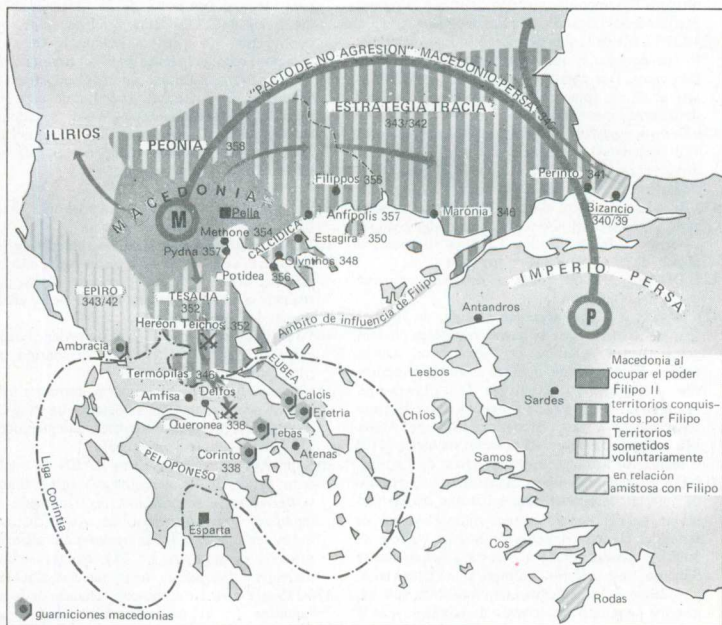 "PACTO DE NO AGRESION" MACEDONIO-PERSA
ESTRATEGIA TRACIA
343/342
ILIRIOS
PEONIA 358
MACEDONIA
M
Pella
Filippos 356
Perinto 341
Bizancio
340/39
Methone 354
Anfipolis 357
Marónia 346
CALCIDICA
Estagira 350
Pydna 357
Olynthos 348
Potidea 356
EPIRO
343/42
TESALIA
352
Hereon Teichos 352
Ambito de influencia de Filipo
IMPERIO PERSA
P
Antandros
Ambracia
Termópilas 346
EUBEA
Lesbos
Amfisa
Delfos
Calcis
Eretria
Chíos
Sardes
Queronea 338
Tebas
Atenas
Corinto
338
Samos
PELOPONESO
Liga Corintia
Esparta
Cos
Rodas
Macedonia al
ocupar el poder
Filipo II
territorios conquis-
tados por Filipo
Territorios
sometidos
voluntariamente
en relación
amistosa con Filipo
guarniciones macedonias